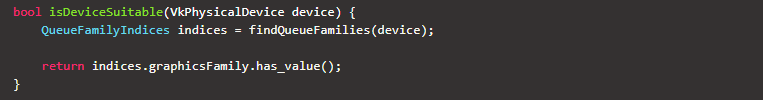 bool isDeviceSuitable(VkPhysicalDevice device) {
    QueueFamilyIndices indices = findQueueFamilies(device);

    return indices.graphicsFamily.has_value();
}